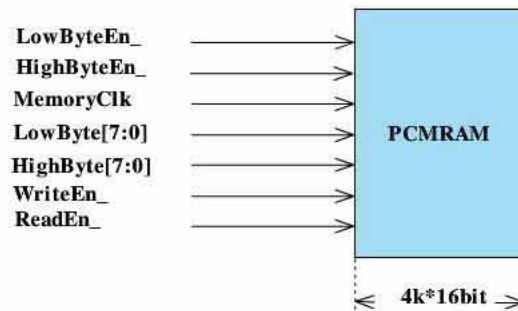 LowByteEn_
HighByteEn_
MemoryClk
LowByte[7:0]
HighByte[7:0]
WriteEn_
ReadEn_
PCMRAM
4k*16bit